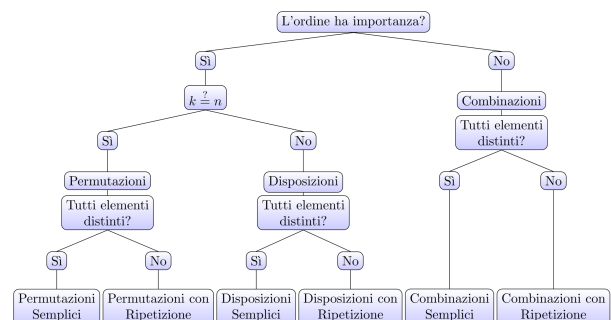 L'ordine ha importanza?
Sì
No
k ?= n
Combinazioni
Tutti elementi
distinti?
Sì
No
Permutazioni
Disposizioni
Sì
No
Tutti elementi
distinti?
Tutti elementi
distinti?
Sì
No
Sì
No
Permutazioni
Semplici
Permutazioni con
Ripetizione
Disposizioni
Semplici
Disposizioni con
Ripetizione
Combinazioni
Semplici
Combinazioni con
Ripetizione